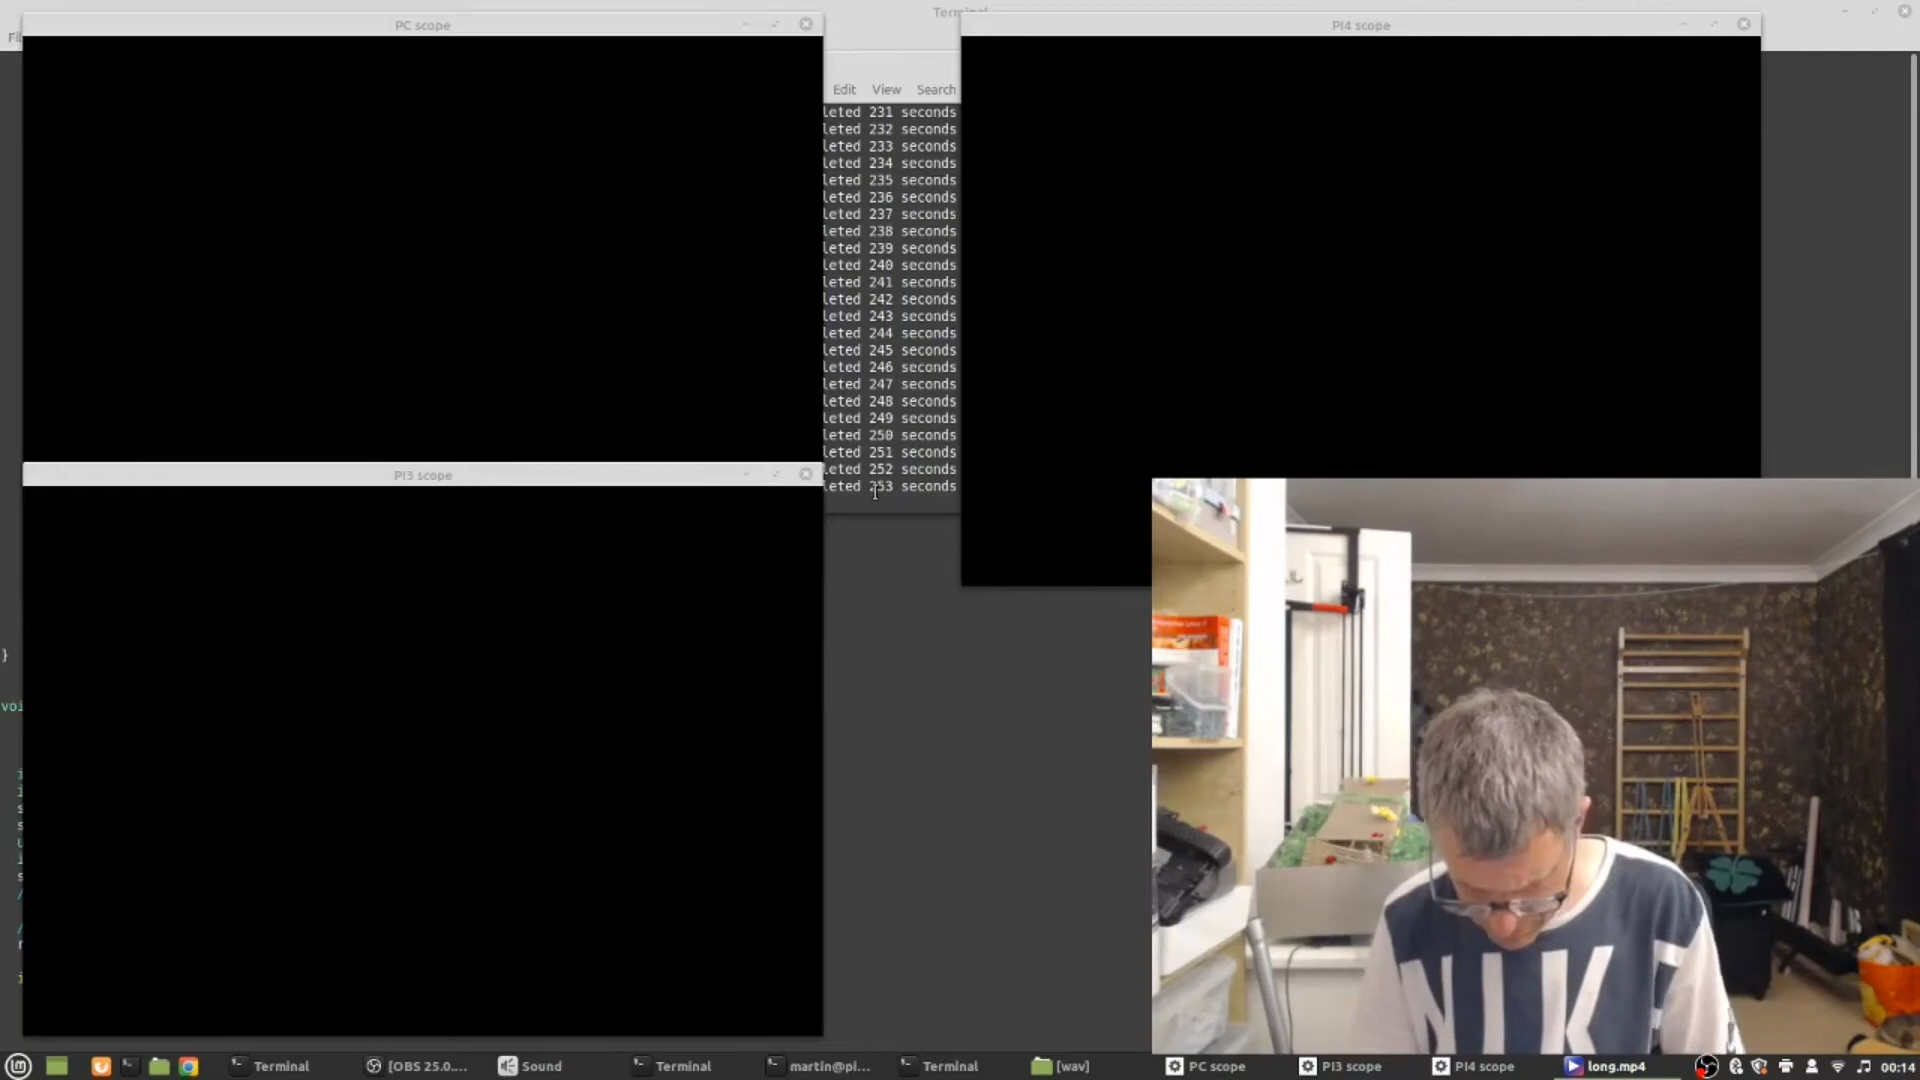 Terminal
PC scope
PI4 scope
Edit View Search
leted 231 seconds
leted 232 seconds
leted 233 seconds
leted 234 seconds
leted 235 seconds
leted 236 seconds
leted 237 seconds
leted 238 seconds
leted 239 seconds
leted 240 seconds
leted 241 seconds
leted 242 seconds
leted 243 seconds
leted 244 seconds
leted 245 seconds
leted 246 seconds
leted 247 seconds
leted 248 seconds
leted 249 seconds
leted 250 seconds
leted 251 seconds
leted 252 seconds
leted 253 seconds
PI3 scope
}
voi
NIKE
Terminal [OBS 25.0.... Sound Terminal martin@pi... Terminal [wav] PC scope PI3 scope PI4 scope long.mp4 00:14